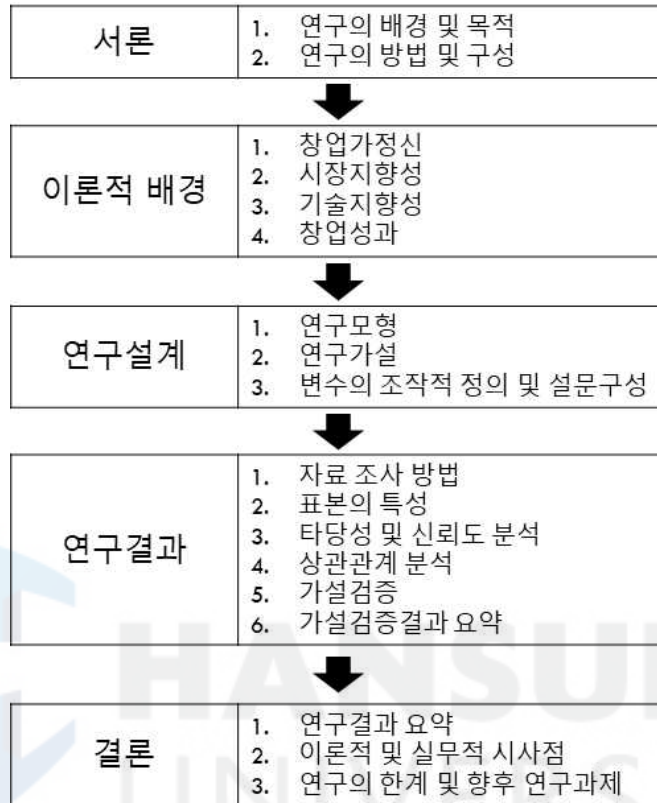 서론
1. 연구의 배경 및 목적
2. 연구의 방법 및 구성
이론적 배경
1. 창업가정신
2. 시장지향성
3. 기술지향성
4. 창업성과
연구설계
1. 연구모형
2. 연구가설
3. 변수의 조작적 정의 및 설문구성
연구결과
1. 자료 조사 방법
2. 표본의 특성
3. 타당성 및 신뢰도 분석
4. 상관관계 분석
5. 가설검증
6. 가설검증결과 요약
HANSU
결론
1. 연구결과 요약
2. 이론적 및 실무적 시사점
3. 연구의 한계 및 향후 연구과제